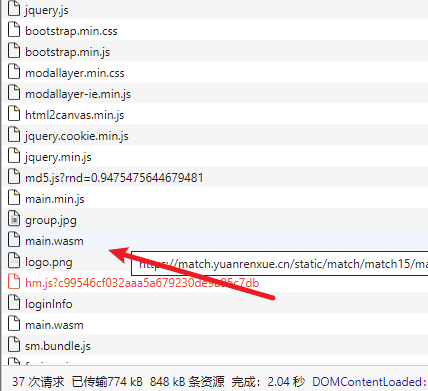 jquery.js
bootstrap.min.css
bootstrap.min.js
modallayer.min.css
modallayer-ie.min.js
html2canvas.min.js
jquery.cookie.min.js
jquery.min.js
md5.js?rnd=0.9475475644679481
main.min.js
group.jpg
main.wasm
logo.png
https://match.yuanrenxue.cn/static/match/match15/ma
hm.js?c99546cf032aaa5a679230de9a05c7db
loginInfo
main.wasm
sm.bundle.js
37 次请求 已传输774 kB 848 kB 条资源 完成：2.04 秒 DOMContentLoaded: